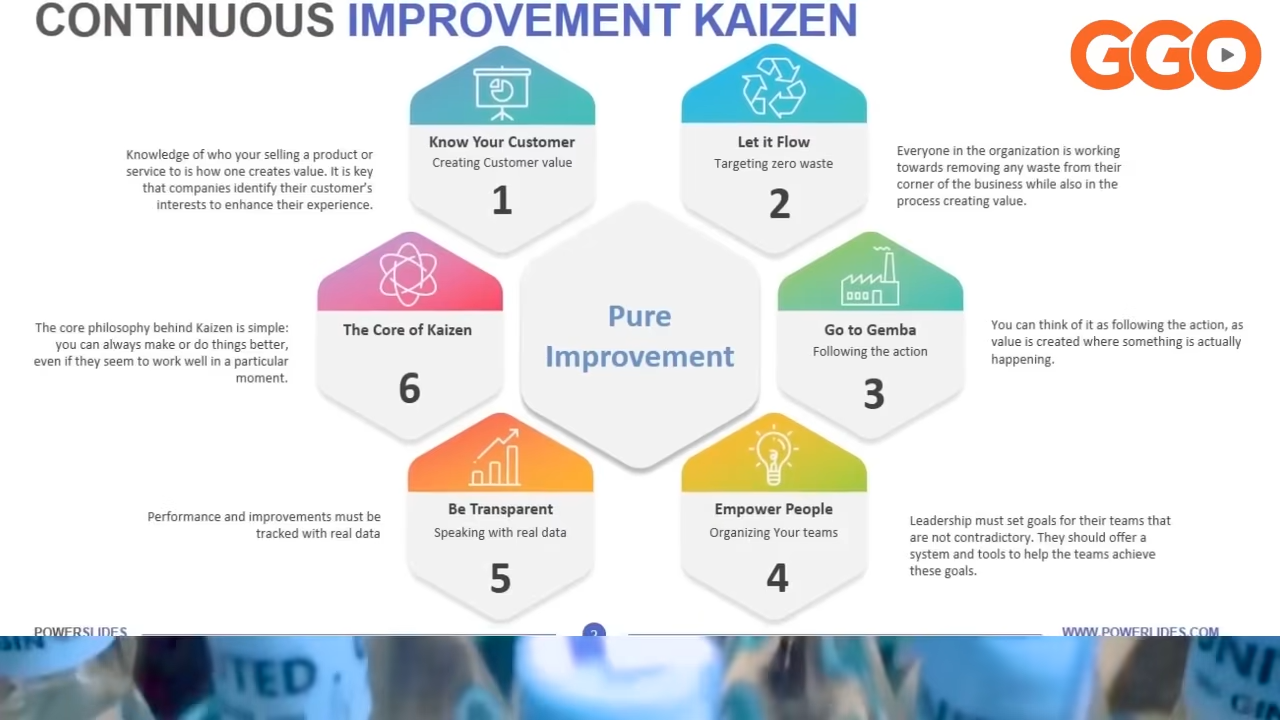 CONTINUOUS IMPROVEMENT KAIZEN
GGO
Know Your Customer
Creating Customer value
1
Knowledge of who your selling a product or
service to is how one creates value. It is key
that companies identify their customer's
interests to enhance their experience.
Let it Flow
Targeting zero waste
2
Everyone in the organization is working
towards removing any waste from their
corner of the business while also in the
process creating value.
Pure
Improvement
Go to Gemba
Following the action
3
You can think of it as following the action, as
value is created where something is actually
happening.
Empower People
Organizing Your teams
4
Leadership must set goals for their teams that
are not contradictory. They should offer a
system and tools to help the teams achieve
these goals.
Be Transparent
Speaking with real data
5
Performance and improvements must be
tracked with real data
The Core of Kaizen
6
The core philosophy behind Kaizen is simple:
you can always make or do things better,
even if they seem to work well in a particular
moment.
POWERSLIDES
2
WWW.POWERLIDES.COM
TED